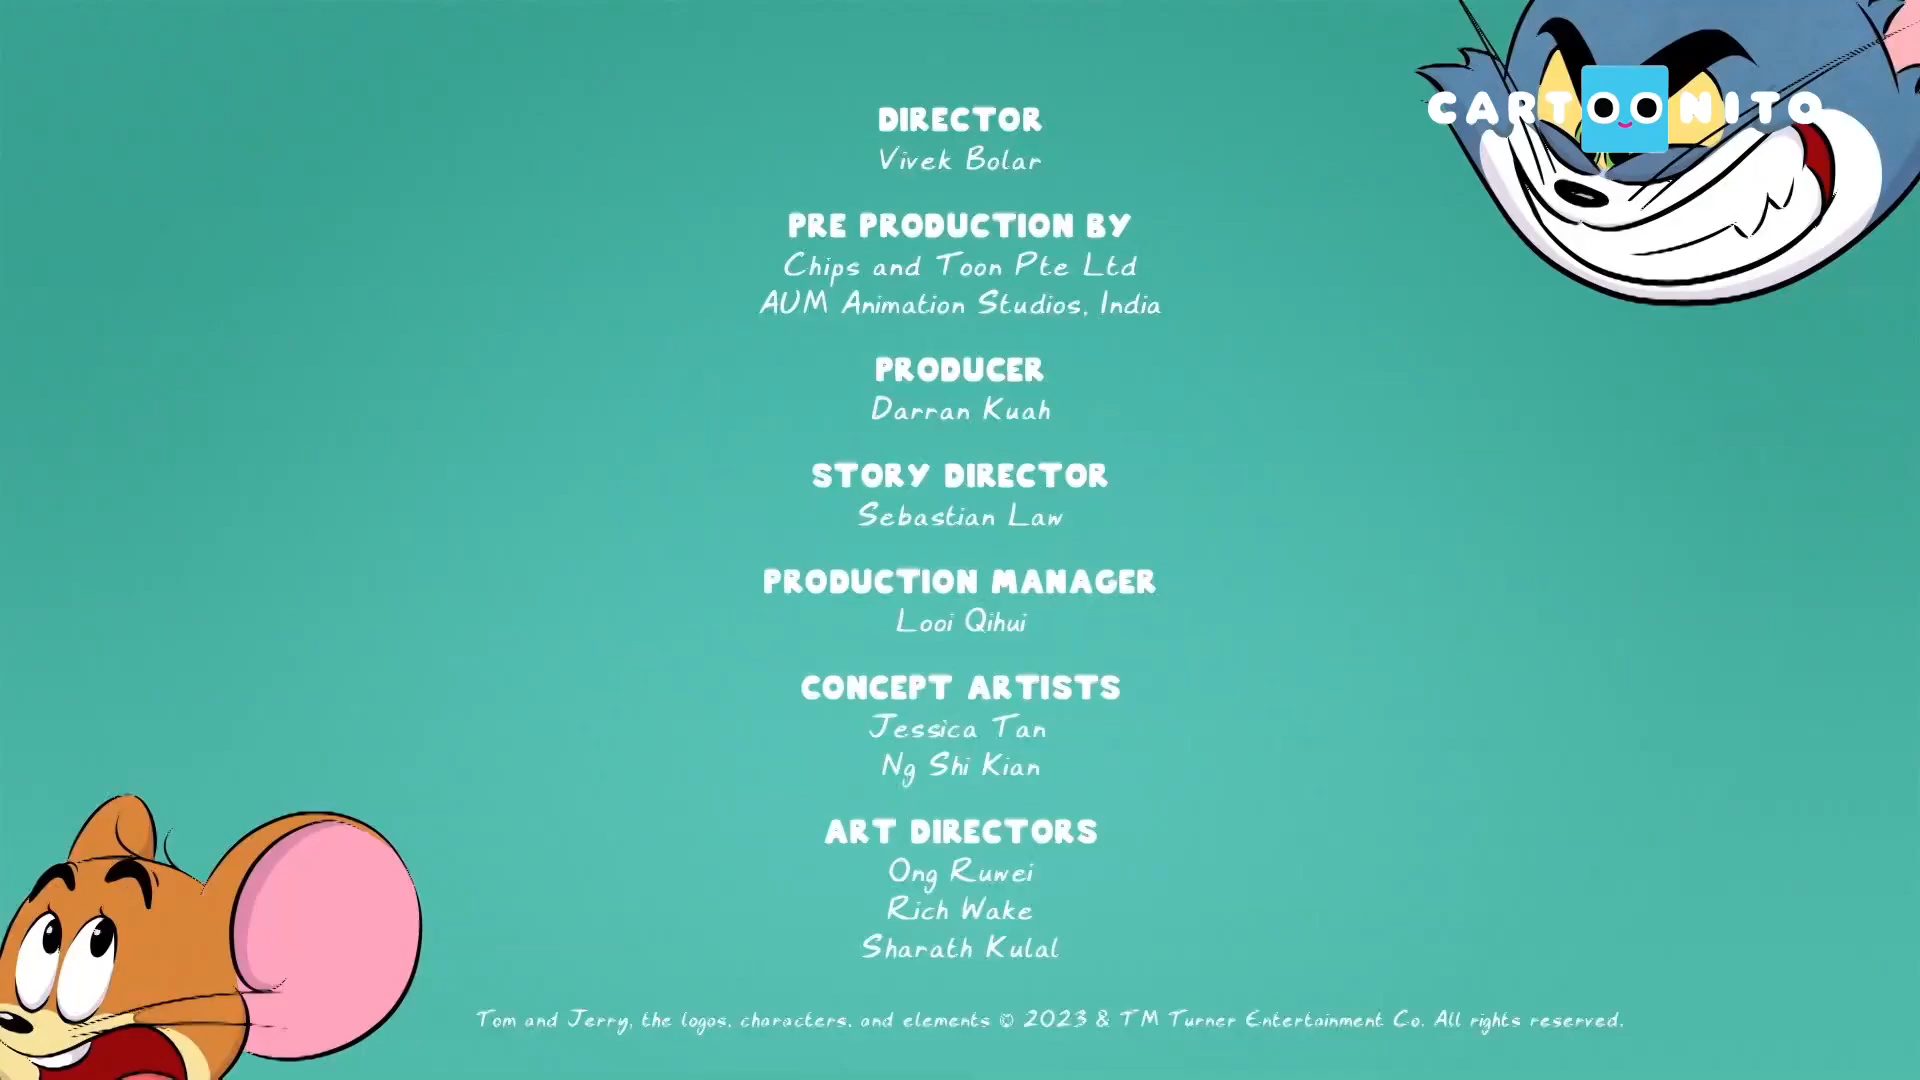 CARTOONITO
DIRECTOR
Vivek Bolar
PRE PRODUCTION BY
Chips and Toon Pte Ltd
AUM Animation Studios, India
PRODUCER
Darran Kuah
STORY DIRECTOR
Sebastian Law
PRODUCTION MANAGER
Looi Qihui
CONCEPT ARTISTS
Jessica Tan
Ng Shi Kian
ART DIRECTORS
Ong Ruwei
Rich Wake
Sharath Kulal
Tom and Jerry, the logos, characters, and elements © 2023 & TM Turner Entertainment Co. All rights reserved.